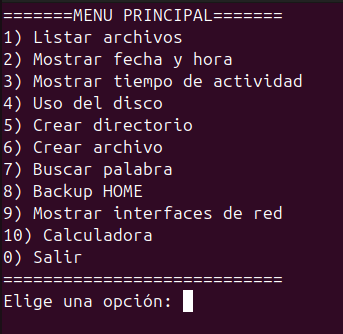 =======MENU PRINCIPAL=======
1) Listar archivos
2) Mostrar fecha y hora
3) Mostrar tiempo de actividad
4) Uso del disco
5) Crear directorio
6) Crear archivo
7) Buscar palabra
8) Backup HOME
9) Mostrar interfaces de red
10) Calculadora
0) Salir
============================
Elige una opción: